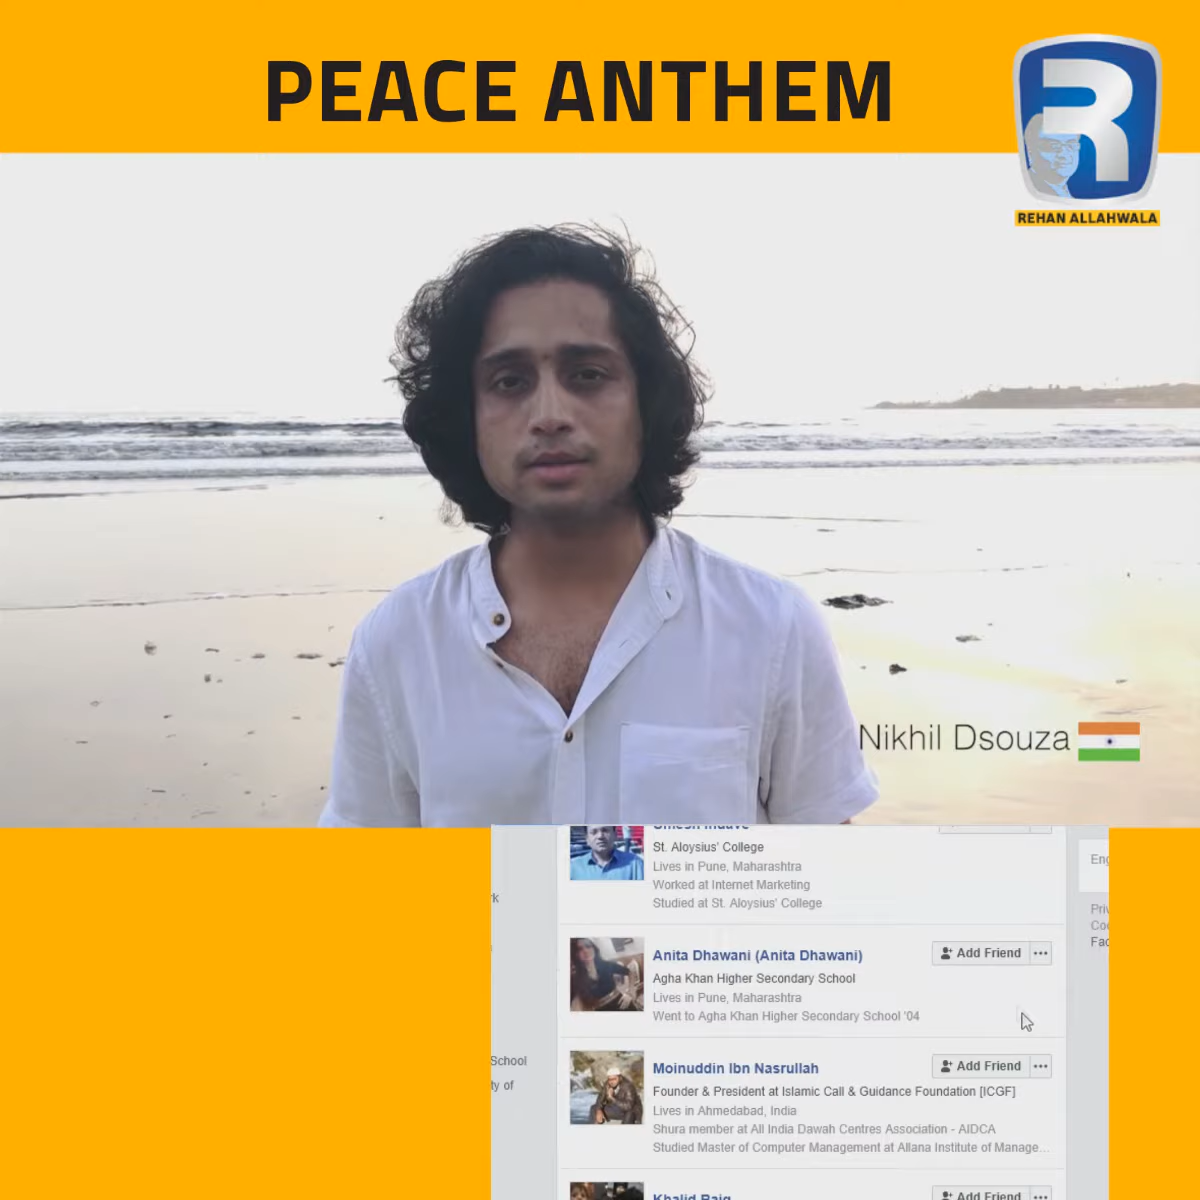 PEACE ANTHEM
R
REHAN ALLAHWALA
Nikhil Dsouza
St. Aloysius' College
Lives in Pune, Maharashtra
Worked at Internet Marketing
Studied at St. Aloysius' College
Anita Dhawani (Anita Dhawani)
Add Friend
Agha Khan Higher Secondary School
Lives in Pune, Maharashtra
Went to Agha Khan Higher Secondary School '04
School
ty of
Moinuddin Ibn Nasrullah
Add Friend
Founder & President at Islamic Call & Guidance Foundation [ICGF]
Lives in Ahmedabad, India
Shura member at All India Dawah Centres Association - AIDCA
Studied Master of Computer Management at Allana Institute of Manage...
Add Friend